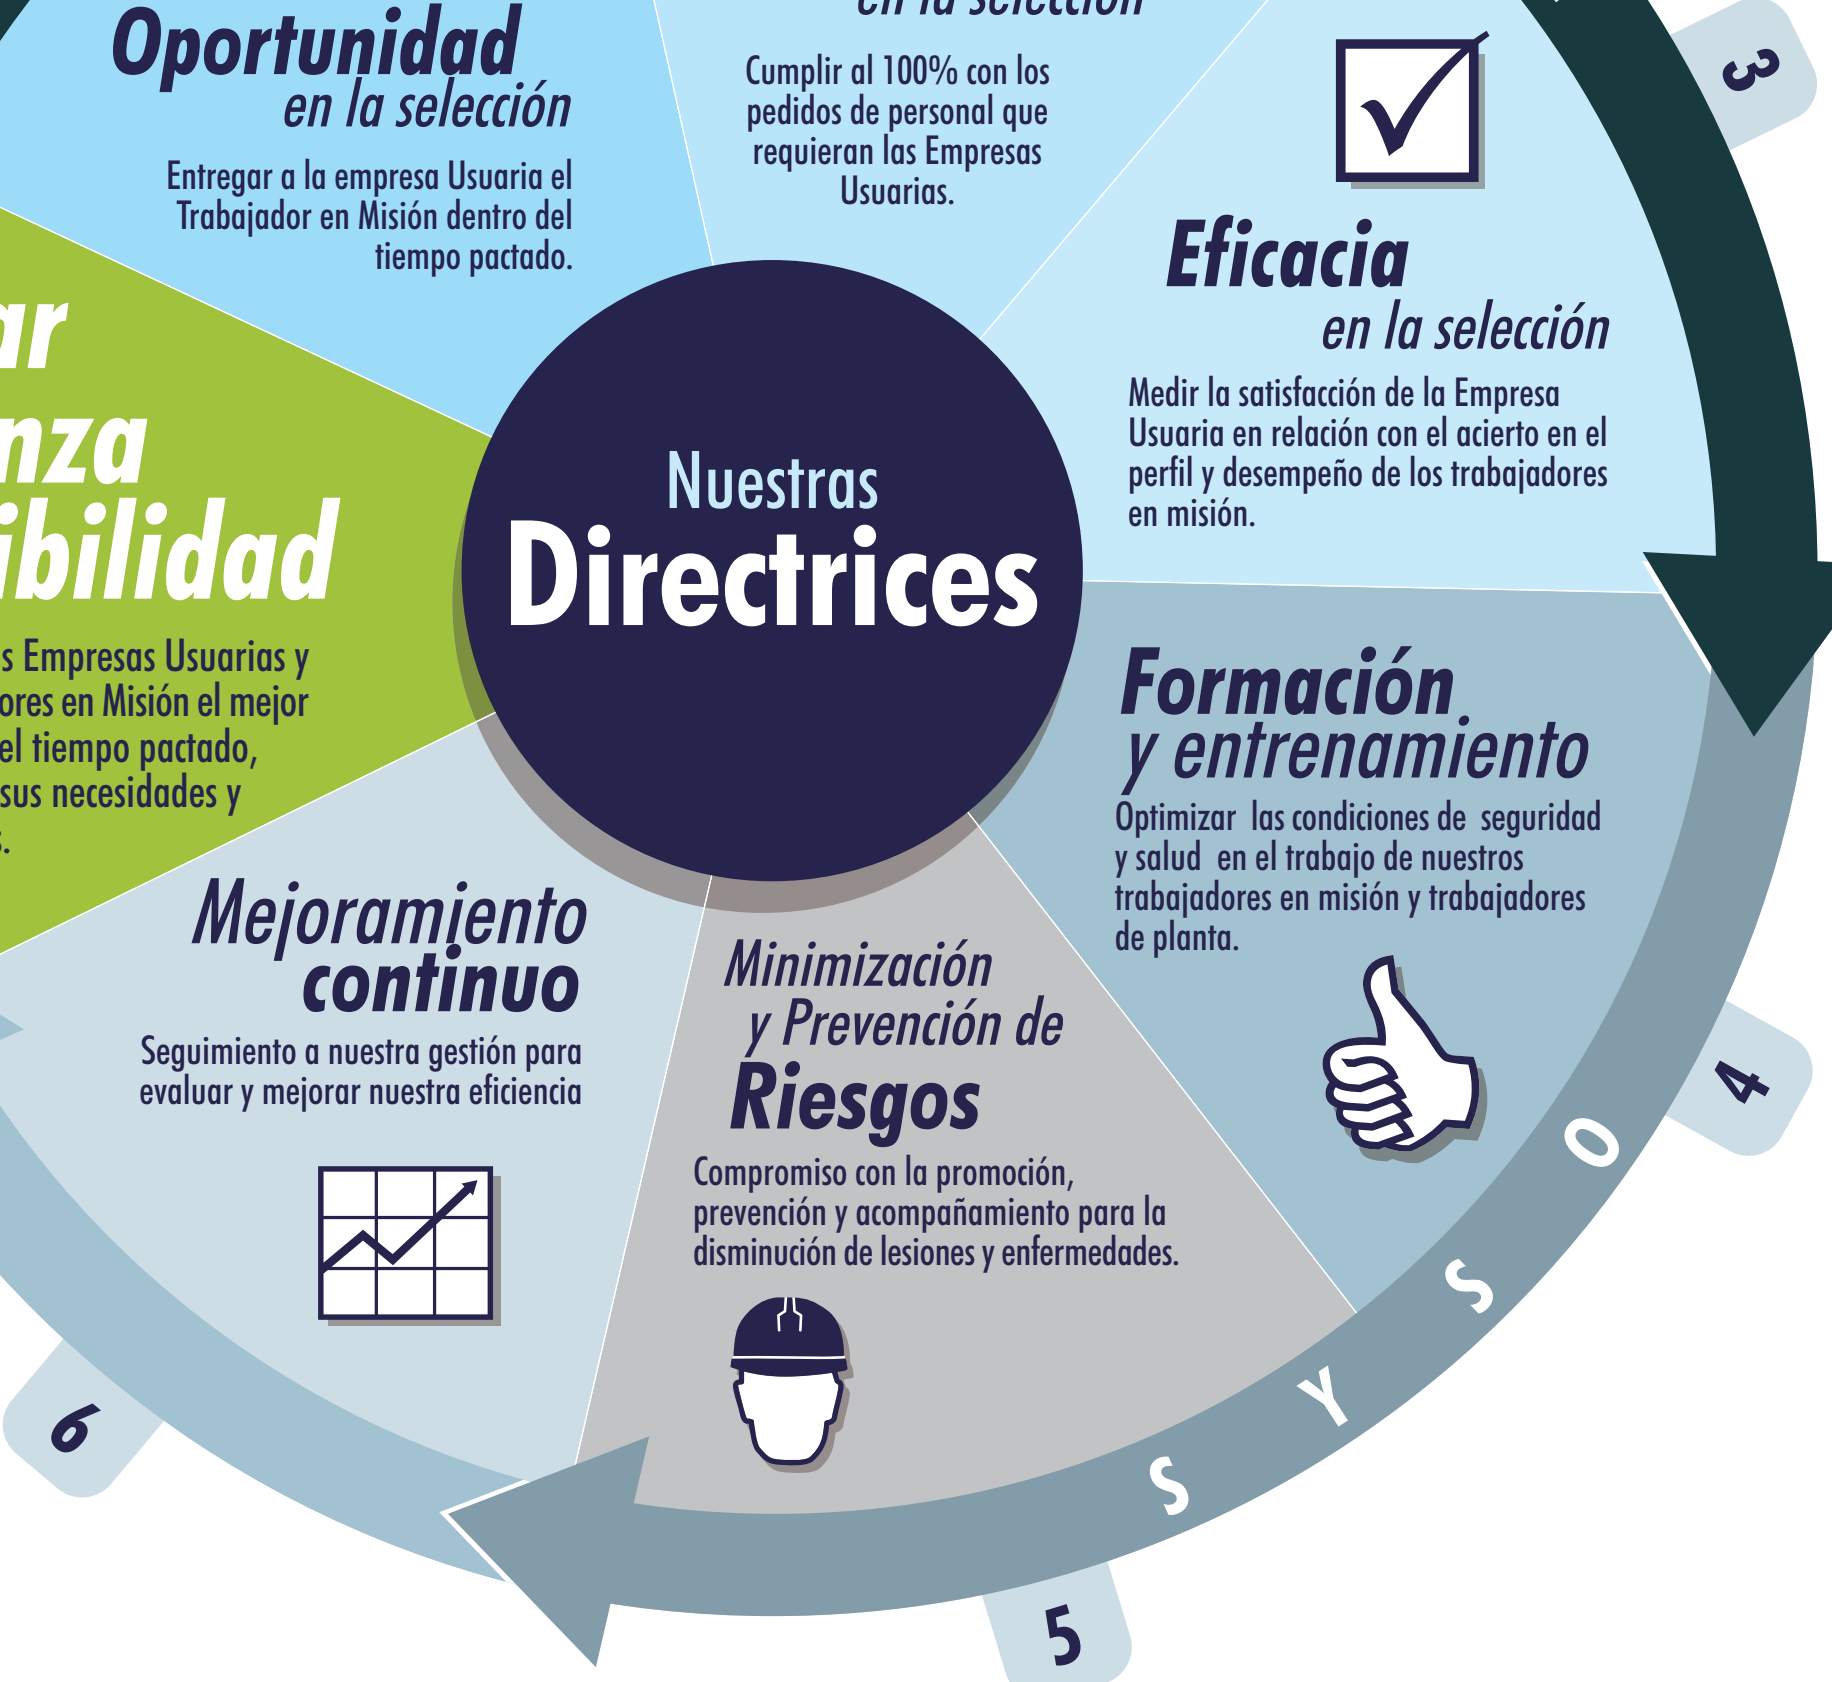 Oportunidad
en la selección
Entregar a la empresa Usuaria el
Trabajador en Misión dentro del
tiempo pactado.
en la selección
Cumplir al 100% con los
pedidos de personal que
requieran las Empresas
Usuarias.
3
Eficacia
en la selección
Medir la satisfacción de la Empresa
Usuaria en relación con el acierto en el
perfil y desempeño de los trabajadores
en misión.
Nuestras
Directrices
ar
nza
ibilidad
s Empresas Usuarias y
ores en Misión el mejor
el tiempo pactado,
sus necesidades y
s.
Formación
y entrenamiento
Optimizar las condiciones de seguridad
y salud en el trabajo de nuestros
trabajadores en misión y trabajadores
de planta.
4
Minimización
y Prevención de
Riesgos
Compromiso con la promoción,
prevención y acompañamiento para la
disminución de lesiones y enfermedades.
5
Mejoramiento
continuo
Seguimiento a nuestra gestión para
evaluar y mejorar nuestra eficiencia
6
S Y S O